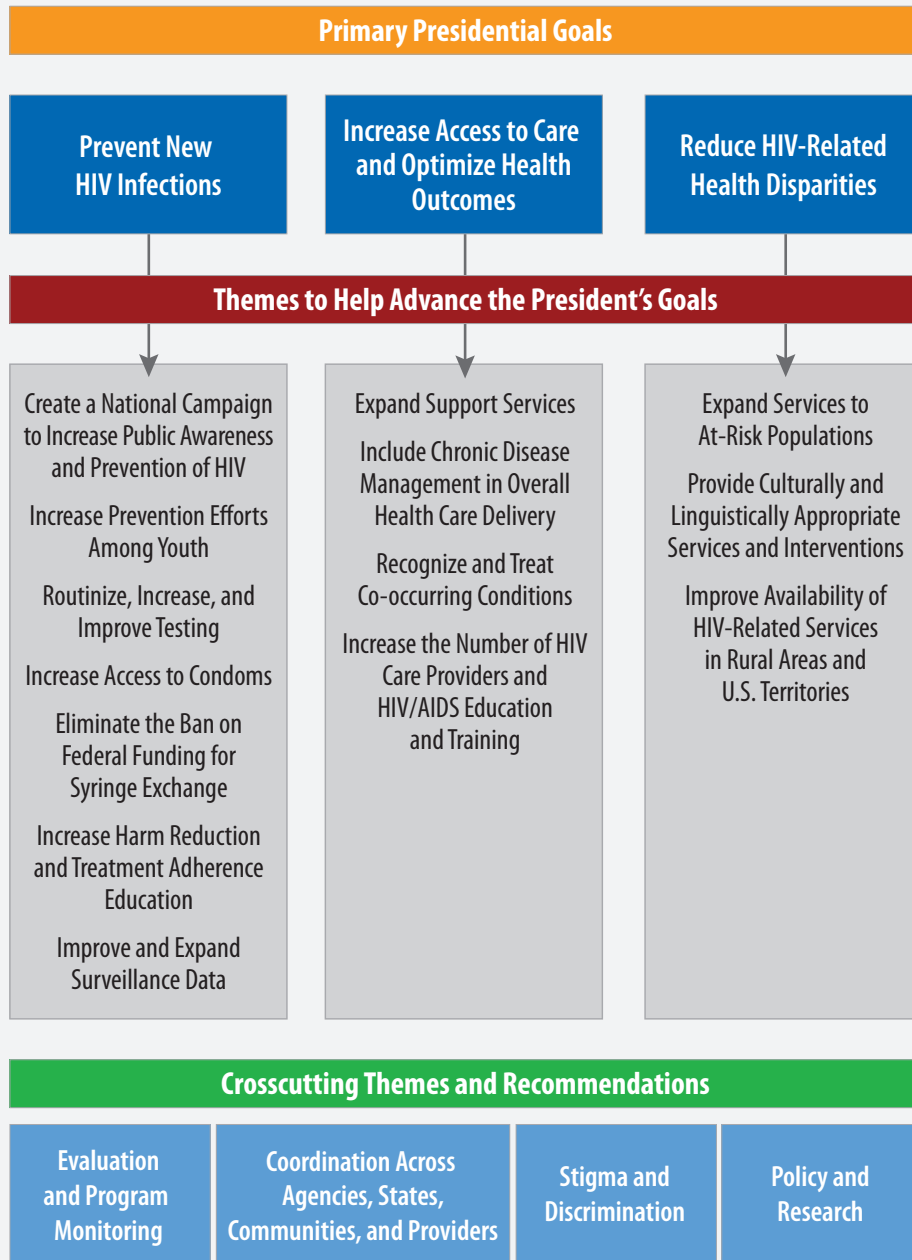 Primary Presidential Goals
Prevent New
HIV Infections
Increase Access to Care
and Optimize Health
Outcomes
Reduce HIV-Related
Health Disparities
Themes to Help Advance the President’s Goals
Create a National Campaign
to Increase Public Awareness
and Prevention of HIV
Increase Prevention Efforts
Among Youth
Routinize, Increase, and
Improve Testing
Increase Access to Condoms
Eliminate the Ban on
Federal Funding for
Syringe Exchange
Increase Harm Reduction
and Treatment Adherence
Education
Improve and Expand
Surveillance Data
Expand Support Services
Include Chronic Disease
Management in Overall
Health Care Delivery
Recognize and Treat
Co-occurring Conditions
Increase the Number of HIV
Care Providers and
HIV/AIDS Education
and Training
Expand Services to
At-Risk Populations
Provide Culturally and
Linguistically Appropriate
Services and Interventions
Improve Availability of
HIV-Related Services
in Rural Areas and
U.S. Territories
Crosscutting Themes and Recommendations
Evaluation
and Program
Monitoring
Coordination Across
Agencies, States,
Communities, and Providers
Stigma and
Discrimination
Policy and
Research